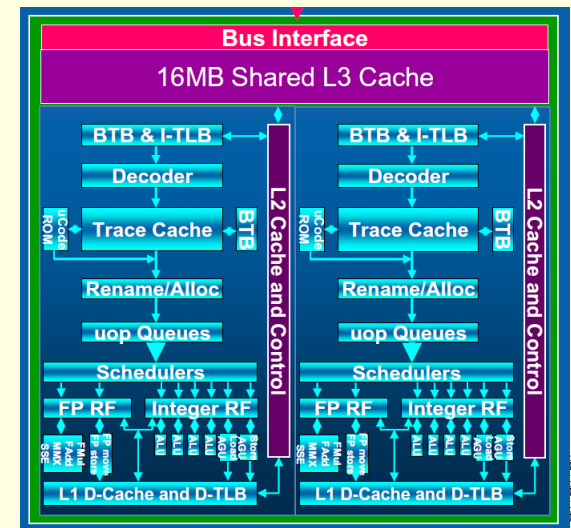 Bus Interface
16MB Shared L3 Cache
BTB & I-TLB
Decoder
uCode
ROM
Trace Cache
BTB
Rename/Alloc
uop Queues
Schedulers
FP RF
Integer RF
FMul
FAdd
MMX
SSE
FP move
FP store
ALU
ALU
ALU
ALU
Load
AGU
Store
AGU
L1 D-Cache and D-TLB
L2 Cache and Control
BTB & I-TLB
Decoder
uCode
ROM
Trace Cache
BTB
Rename/Alloc
uop Queues
Schedulers
FP RF
Integer RF
FMul
FAdd
MMX
SSE
FP move
FP store
ALU
ALU
ALU
ALU
Load
AGU
Store
AGU
L1 D-Cache and D-TLB
L2 Cache and Control